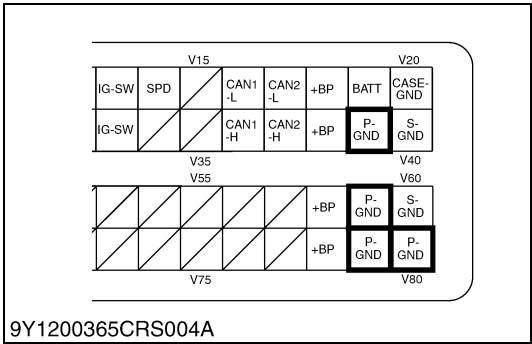 V15 V20
IG-SW SPD CAN1-L CAN2-L +BP BATT CASE-GND
IG-SW CAN1-H CAN2-H +BP P-GND S-GND
V35 V40
V55 V60
+BP P-GND S-GND
+BP P-GND P-GND
V75 V80
9Y1200365CRS004A